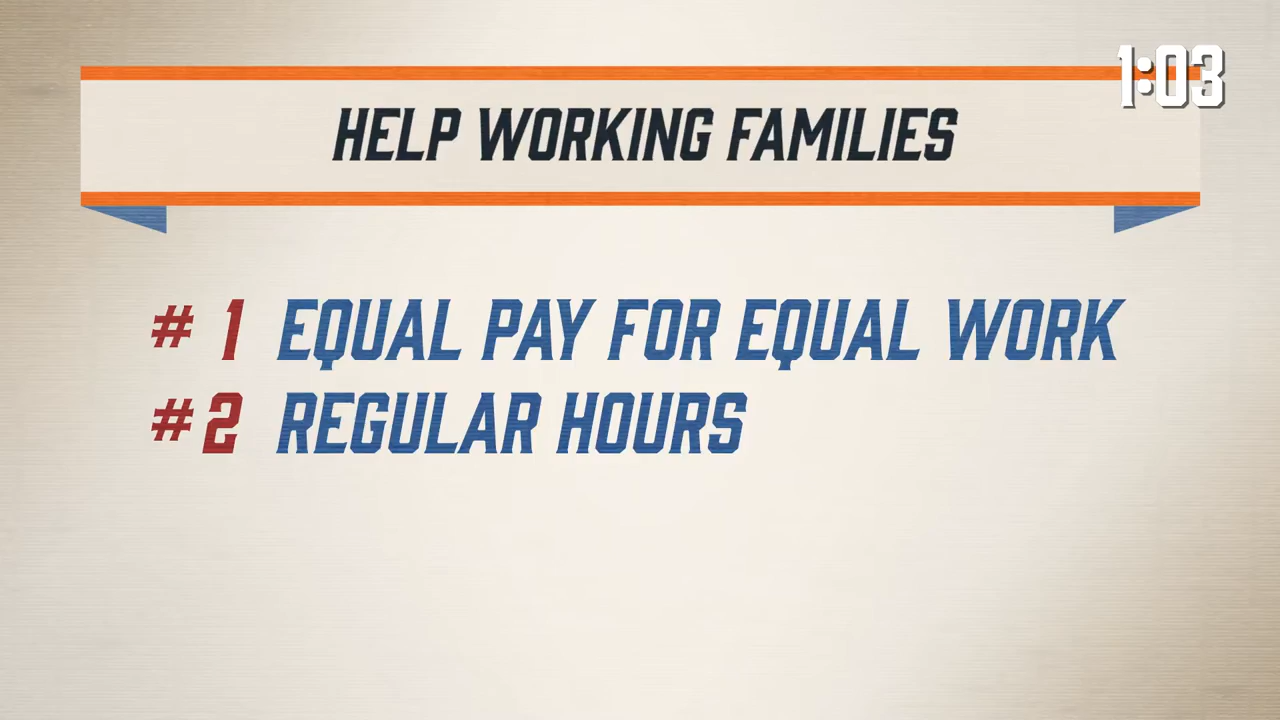 1:03
HELP WORKING FAMILIES
# 1 EQUAL PAY FOR EQUAL WORK
#2 REGULAR HOURS